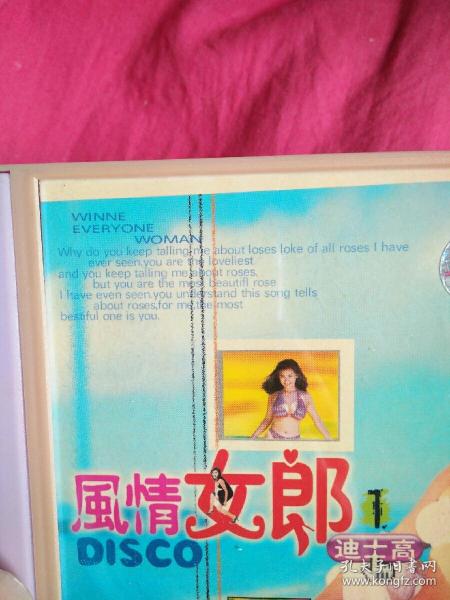 WINNE
EVERYONE
WOMAN
Why do you keep talling me about loses loke of all roses I have
ever seen.you are the loveliest
and you keep talling me about roses.
but you are the most beautifl rose
I have even seen.you understand this song tells
about roses,for me,the most
bestiful one is you.
風情女郎
1
DISCO
迪士高
孔夫子旧书网
www.kongfz.com